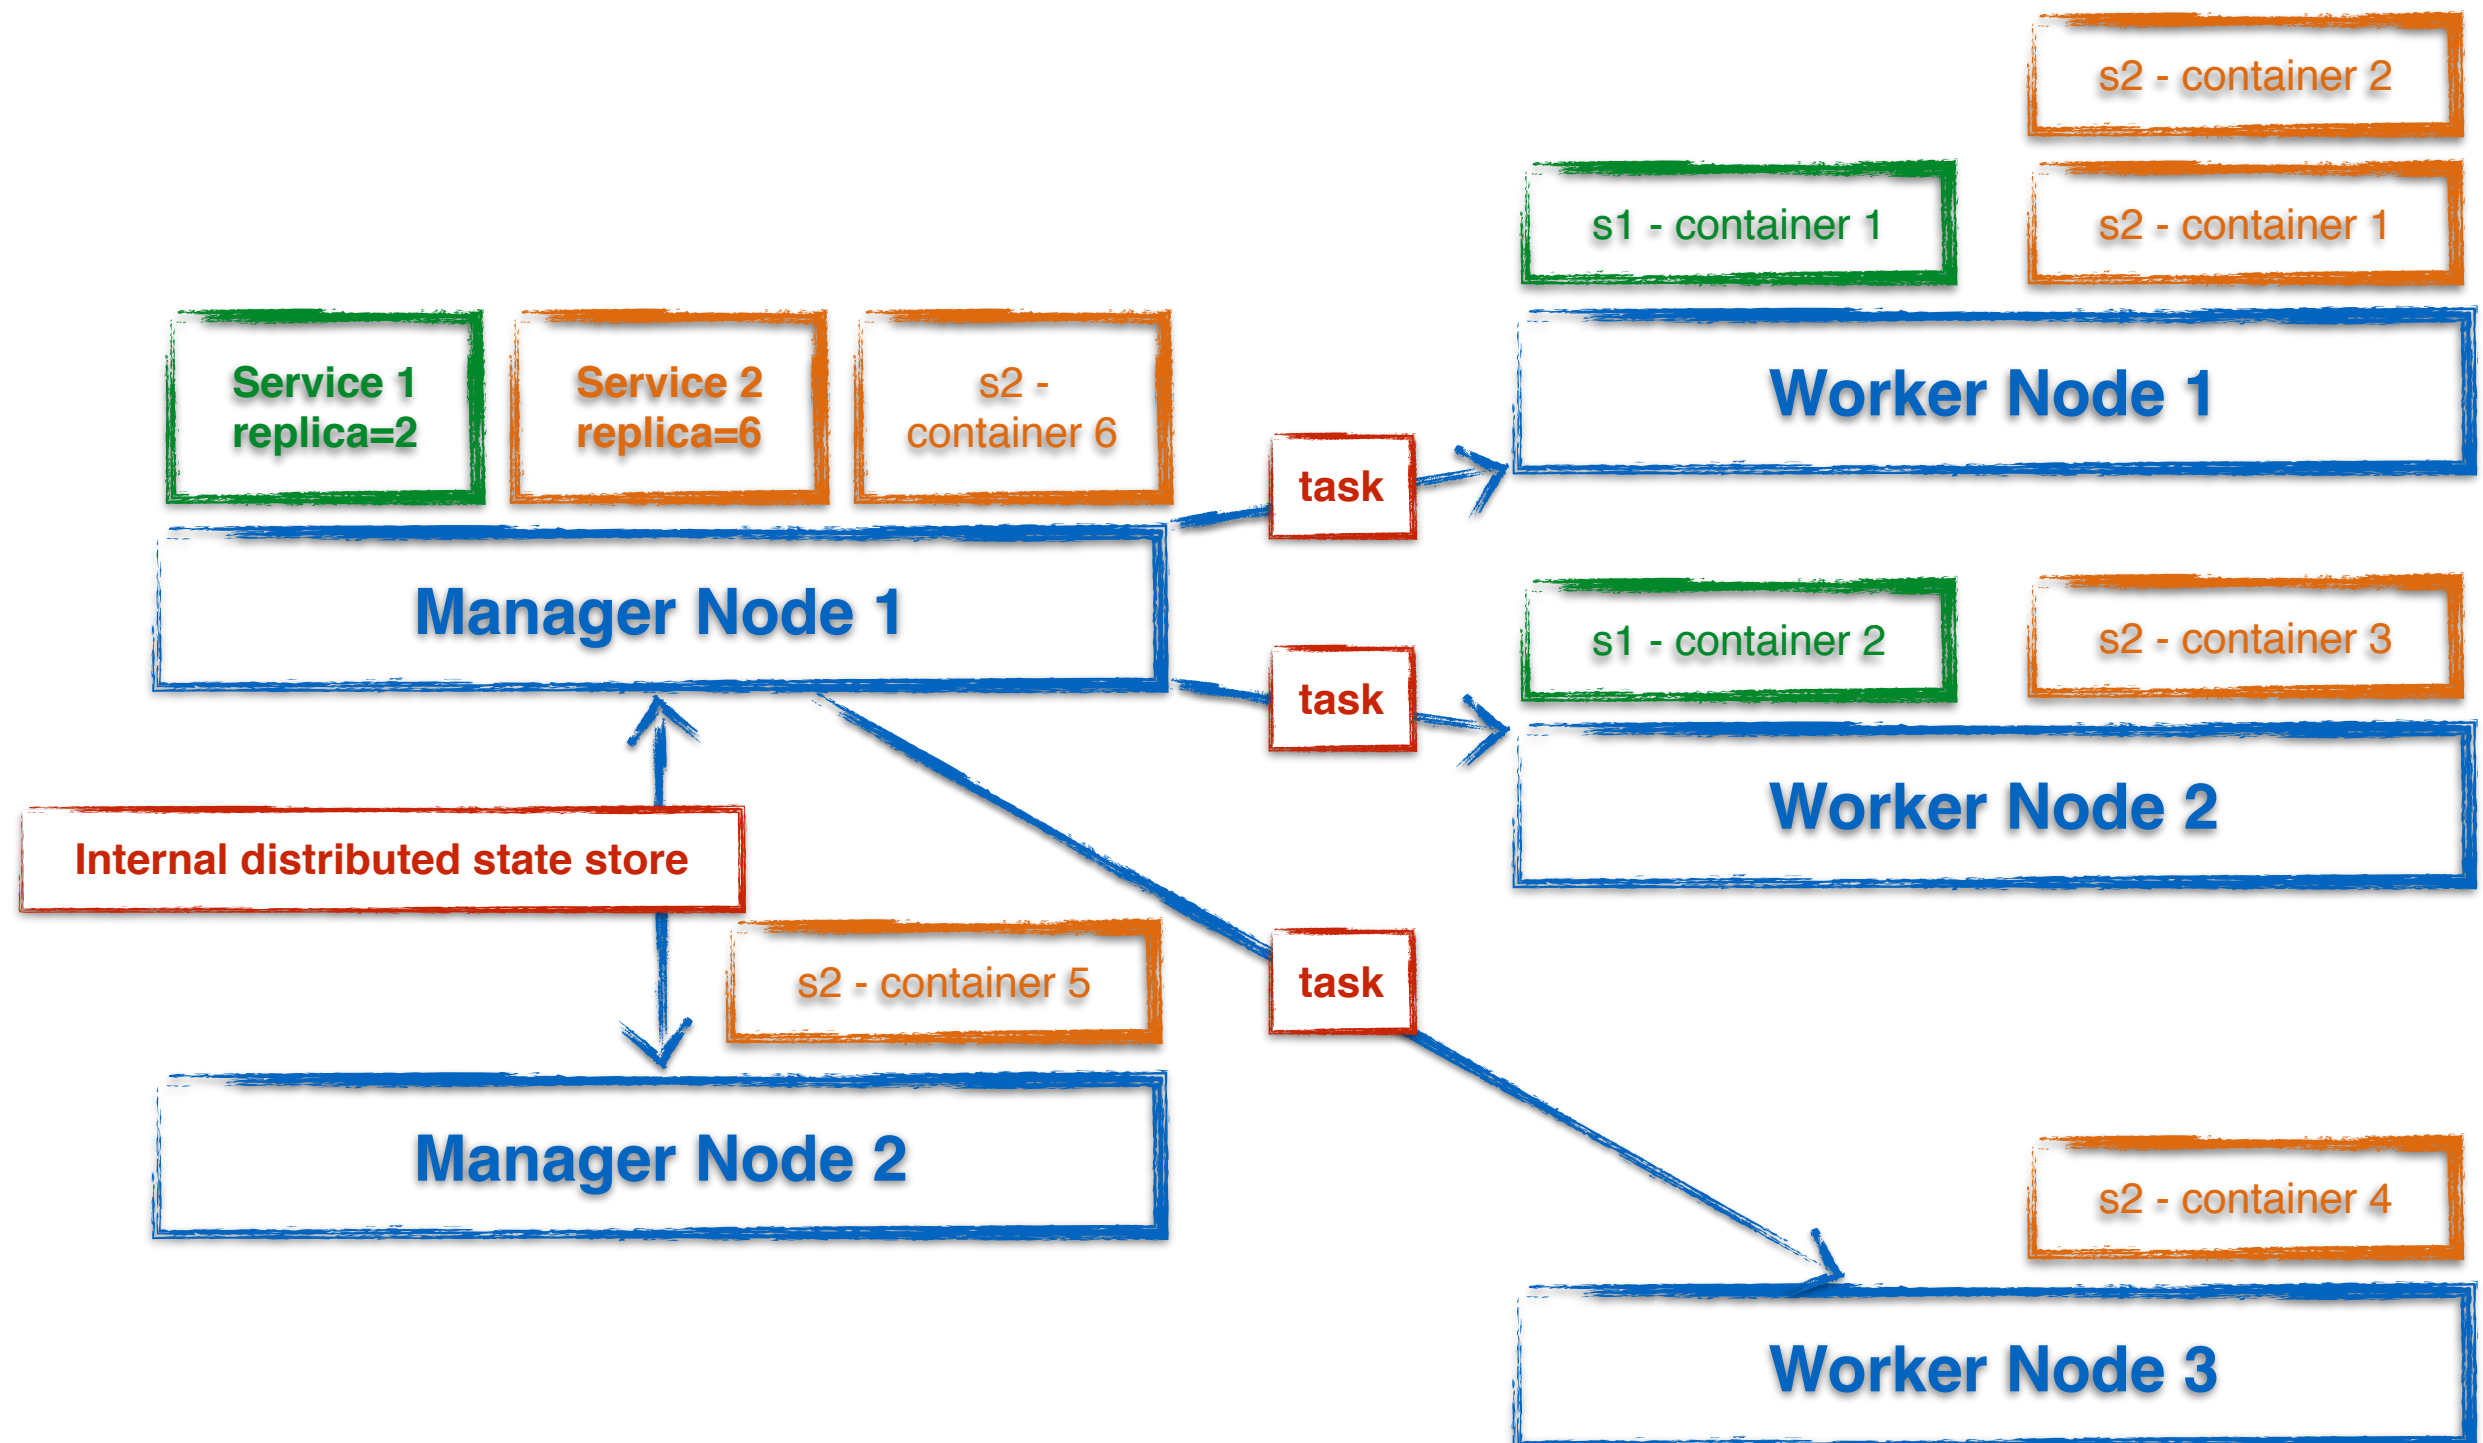 s2 - container 2
s1 - container 1
s2 - container 1
Service 1
replica=2
Service 2
replica=6
s2 -
container 6
Worker Node 1
task
Manager Node 1
s1 - container 2
s2 - container 3
task
Worker Node 2
Internal distributed state store
s2 - container 5
task
Manager Node 2
s2 - container 4
Worker Node 3